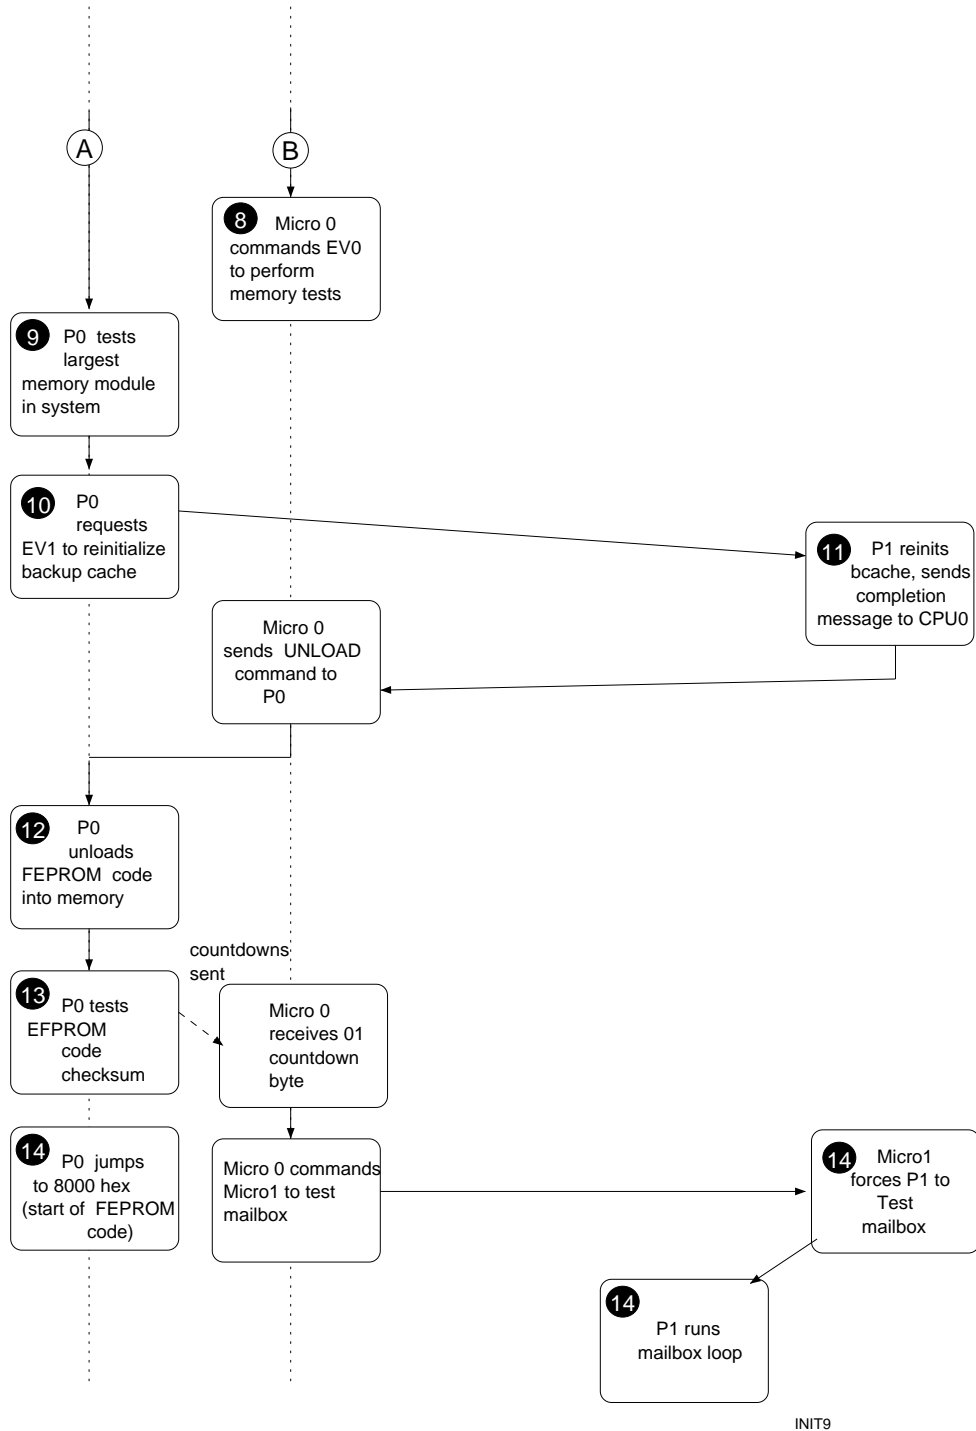 A
B
8 Micro 0
commands EV0
to perform
memory tests
9 P0 tests
largest
memory module
in system
10 P0
requests
EV1 to reinitialize
backup cache
11 P1 reinits
bcache, sends
completion
message to CPU0
Micro 0
sends UNLOAD
command to
P0
12 P0
unloads
FEPROM code
into memory
countdowns
sent
13 P0 tests
EFPROM
code
checksum
Micro 0
receives 01
countdown
byte
14 P0 jumps
to 8000 hex
(start of FEPROM
code)
Micro 0 commands
Micro1 to test
mailbox
14 Micro1
forces P1 to
Test
mailbox
14
P1 runs
mailbox loop
INIT9